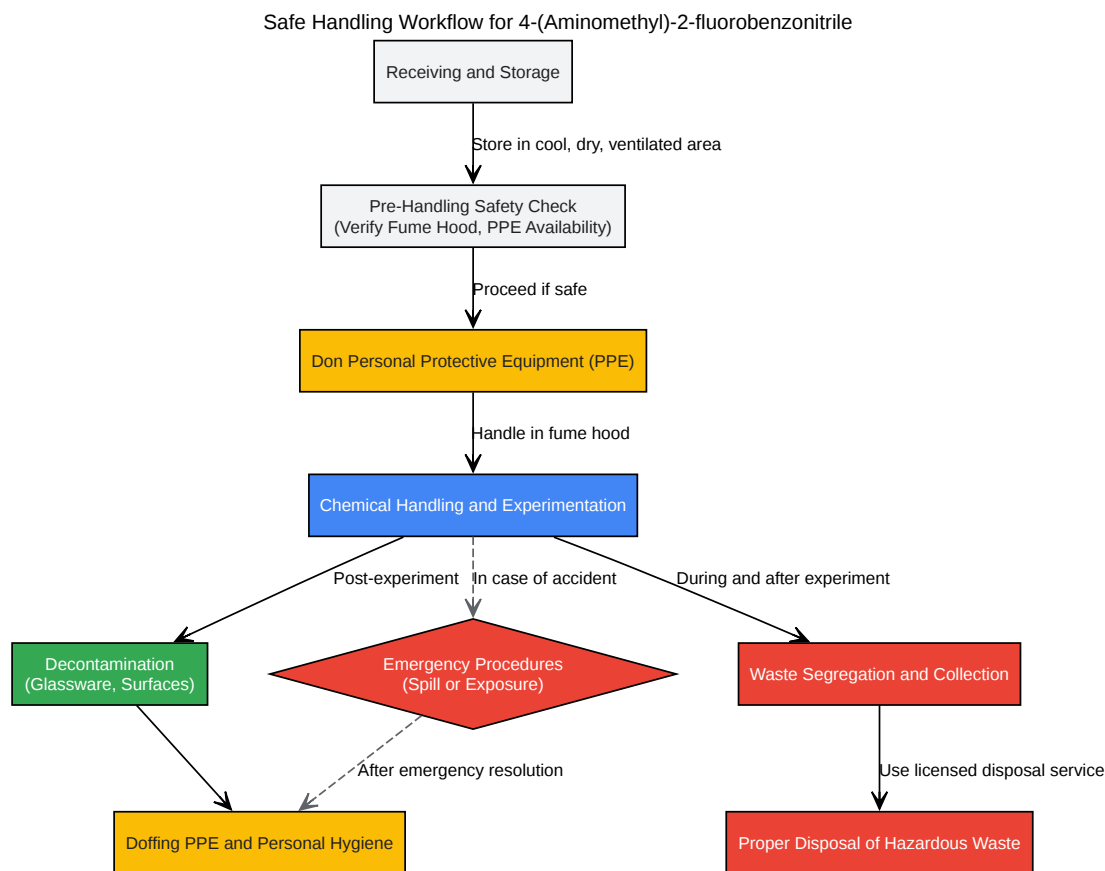 Safe Handling Workflow for 4-(Aminomethyl)-2-fluorobenzonitrile
Receiving and Storage
Store in cool, dry, ventilated area
Pre-Handling Safety Check
(Verify Fume Hood, PPE Availability)
Proceed if safe
Don Personal Protective Equipment (PPE)
Handle in fume hood
Chemical Handling and Experimentation
Post-experiment
In case of accident
During and after experiment
Decontamination
(Glassware, Surfaces)
Emergency Procedures
(Spill or Exposure)
Waste Segregation and Collection
After emergency resolution
Use licensed disposal service
Doffing PPE and Personal Hygiene
Proper Disposal of Hazardous Waste